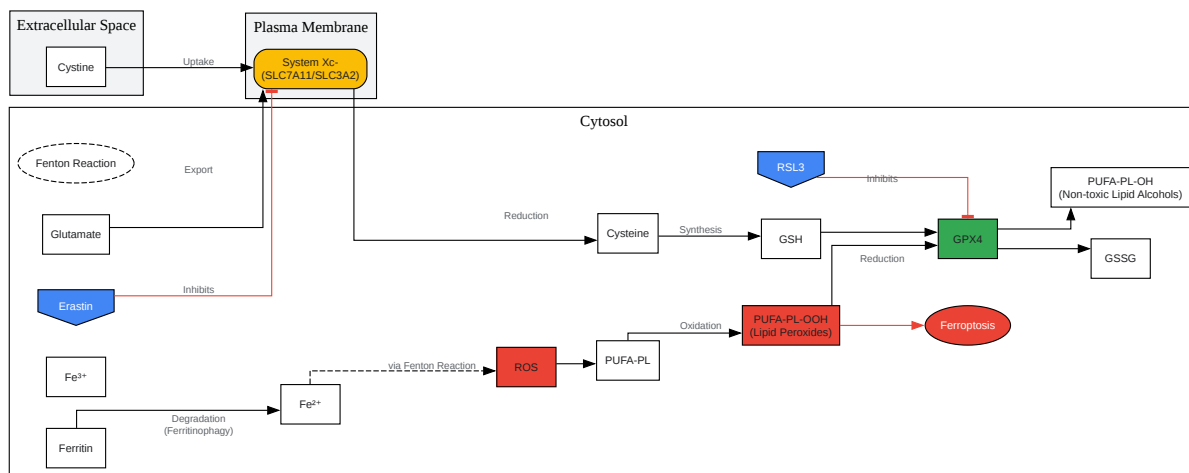 Extracellular Space
Plasma Membrane
Cystine
Uptake
System Xc-
(SLC7A11/SLC3A2)
Cytosol
Fenton Reaction
Export
RSL3
Inhibits
PUFA-PL-OH
(Non-toxic Lipid Alcohols)
Glutamate
Reduction
Cysteine
Synthesis
GSH
GPX4
Reduction
GSSG
Erastin
Inhibits
PUFA-PL-OOH
(Lipid Peroxides)
Oxidation
Ferroptosis
Fe³⁺
via Fenton Reaction
ROS
PUFA-PL
Fe²⁺
Degradation
(Ferritinophagy)
Ferritin